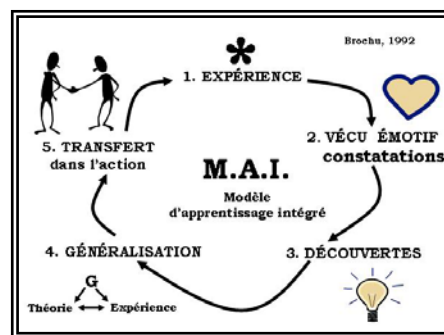 Brochu, 1992
1. EXPÉRIENCE
2. VÉCU ÉMOTIF
constatations
3. DÉCOUVERTES
4. GÉNÉRALISATION
G
Théorie
Expérience
5. TRANSFERT
dans l'action
M.A.I.
Modèle
d'apprentissage intégré